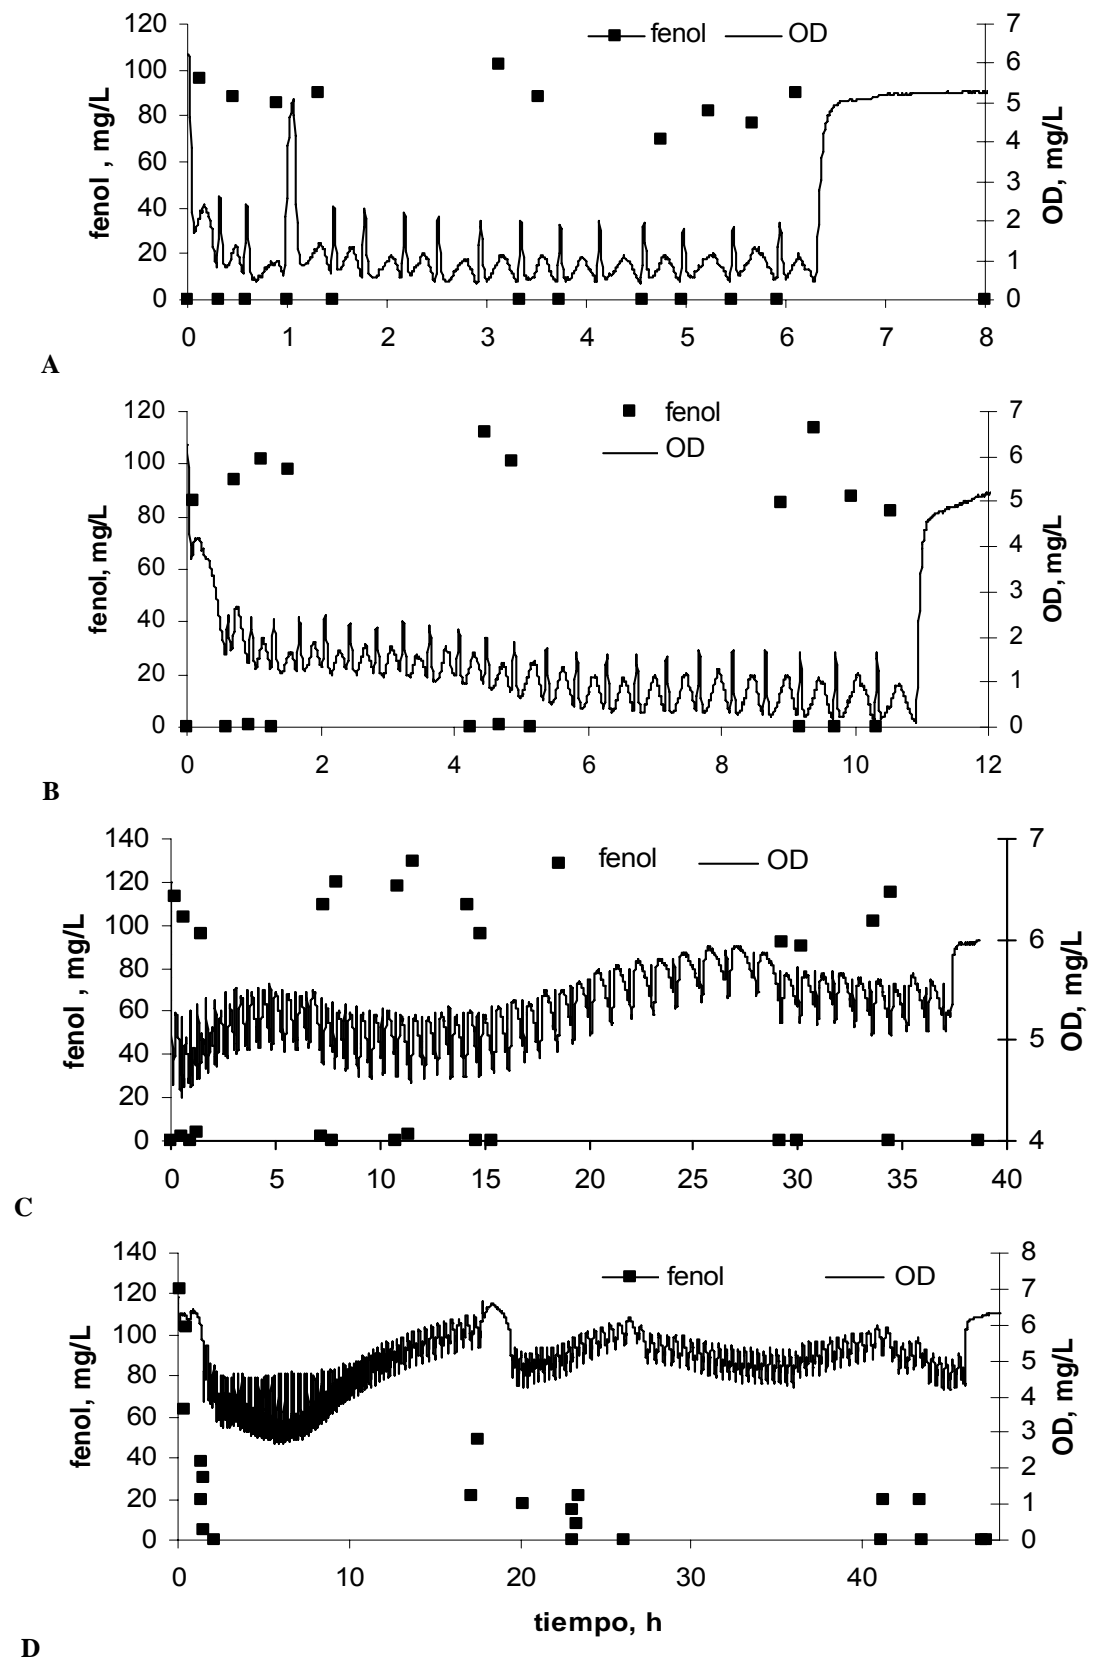 fenol OD
120 100 80 60 40 20 0
fenol , mg/L
7 6 5 4 3 2 1 0
OD, mg/L
0 1 2 3 4 5 6 7 8
A
fenol
OD
120 100 80 60 40 20 0
fenol, mg/L
7 6 5 4 3 2 1 0
OD, mg/L
0 2 4 6 8 10 12
B
fenol OD
140 120 100 80 60 40 20 0
fenol , mg/L
7 6 5 4
OD, mg/L
0 5 10 15 20 25 30 35 40
C
fenol OD
140 120 100 80 60 40 20 0
fenol, mg/L
8 7 6 5 4 3 2 1 0
OD, mg/L
0 10 20 30 40
tiempo, h
D